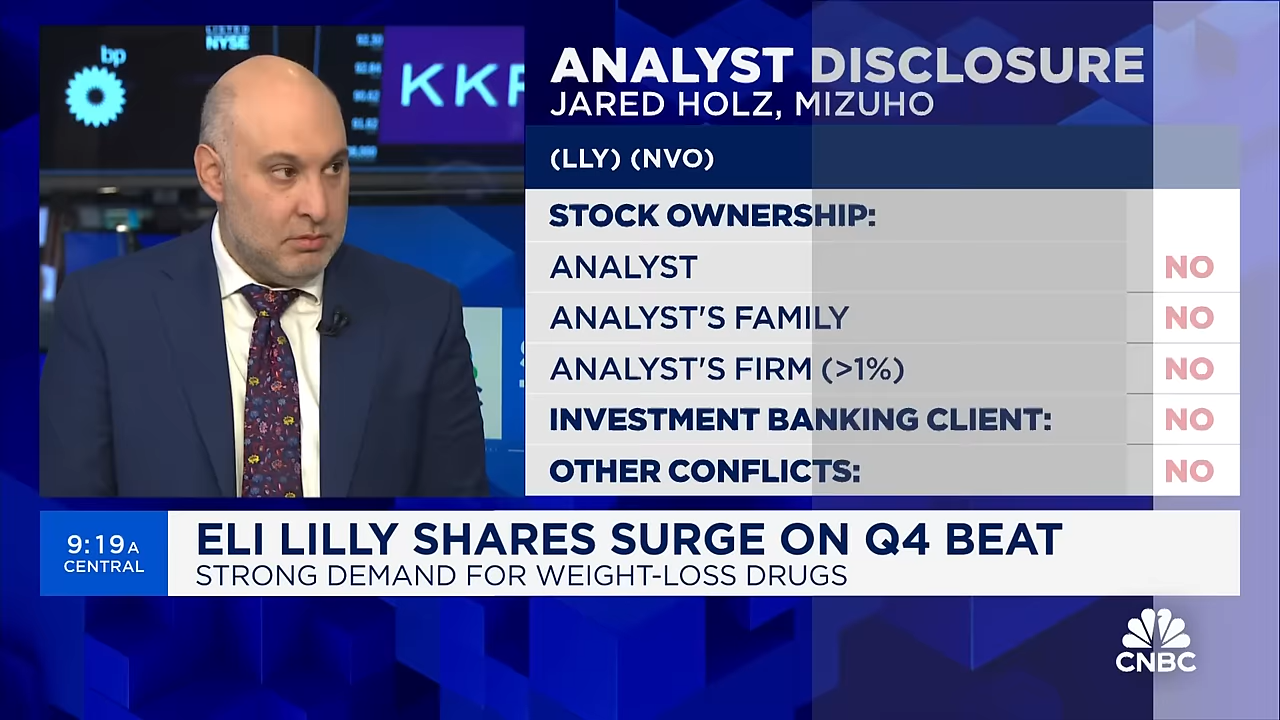 bp
LISTED
NYSE
KKR
ANALYST DISCLOSURE
JARED HOLZ, MIZUHO
(LLY) (NVO)
STOCK OWNERSHIP:
ANALYST NO
ANALYST'S FAMILY NO
ANALYST'S FIRM (>1%) NO
INVESTMENT BANKING CLIENT: NO
OTHER CONFLICTS: NO
9:19A
CENTRAL
ELI LILLY SHARES SURGE ON Q4 BEAT
STRONG DEMAND FOR WEIGHT-LOSS DRUGS
CNBC